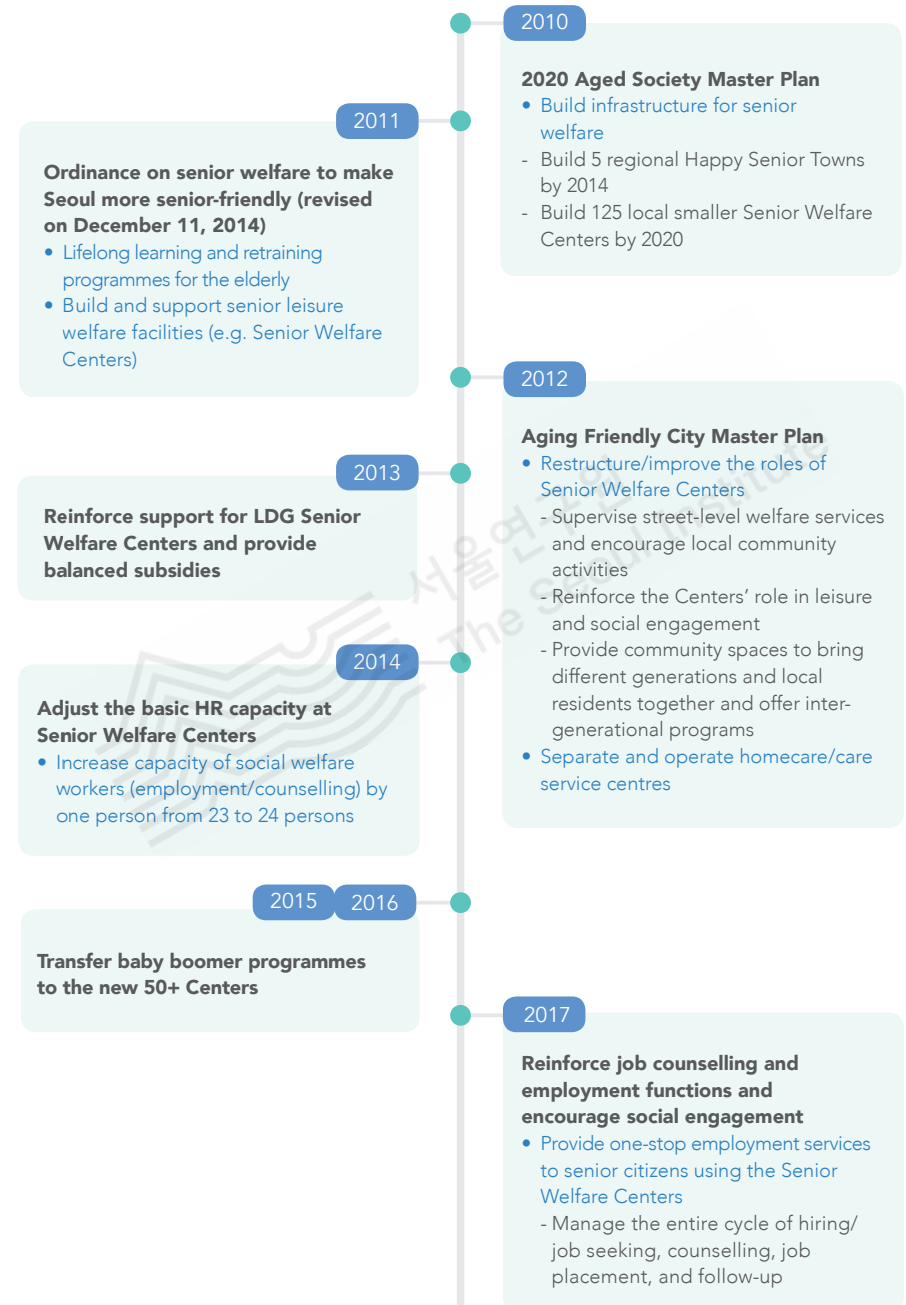 2010
2020 Aged Society Master Plan
• Build infrastructure for senior
welfare
- Build 5 regional Happy Senior Towns
by 2014
- Build 125 local smaller Senior Welfare
Centers by 2020
2011
Ordinance on senior welfare to make
Seoul more senior-friendly (revised
on December 11, 2014)
• Lifelong learning and retraining
programmes for the elderly
• Build and support senior leisure
welfare facilities (e.g. Senior Welfare
Centers)
2012
Aging Friendly City Master Plan
• Restructure/improve the roles of
Senior Welfare Centers
- Supervise street-level welfare services
and encourage local community
activities
- Reinforce the Centers' role in leisure
and social engagement
- Provide community spaces to bring
different generations and local
residents together and offer inter-
generational programs
• Separate and operate homecare/care
service centres
2013
Reinforce support for LDG Senior
Welfare Centers and provide
balanced subsidies
2014
Adjust the basic HR capacity at
Senior Welfare Centers
• Increase capacity of social welfare
workers (employment/counselling) by
one person from 23 to 24 persons
2015 2016
Transfer baby boomer programmes
to the new 50+ Centers
2017
Reinforce job counselling and
employment functions and
encourage social engagement
• Provide one-stop employment services
to senior citizens using the Senior
Welfare Centers
- Manage the entire cycle of hiring/
job seeking, counselling, job
placement, and follow-up
서울연구원
The Seoul Institute